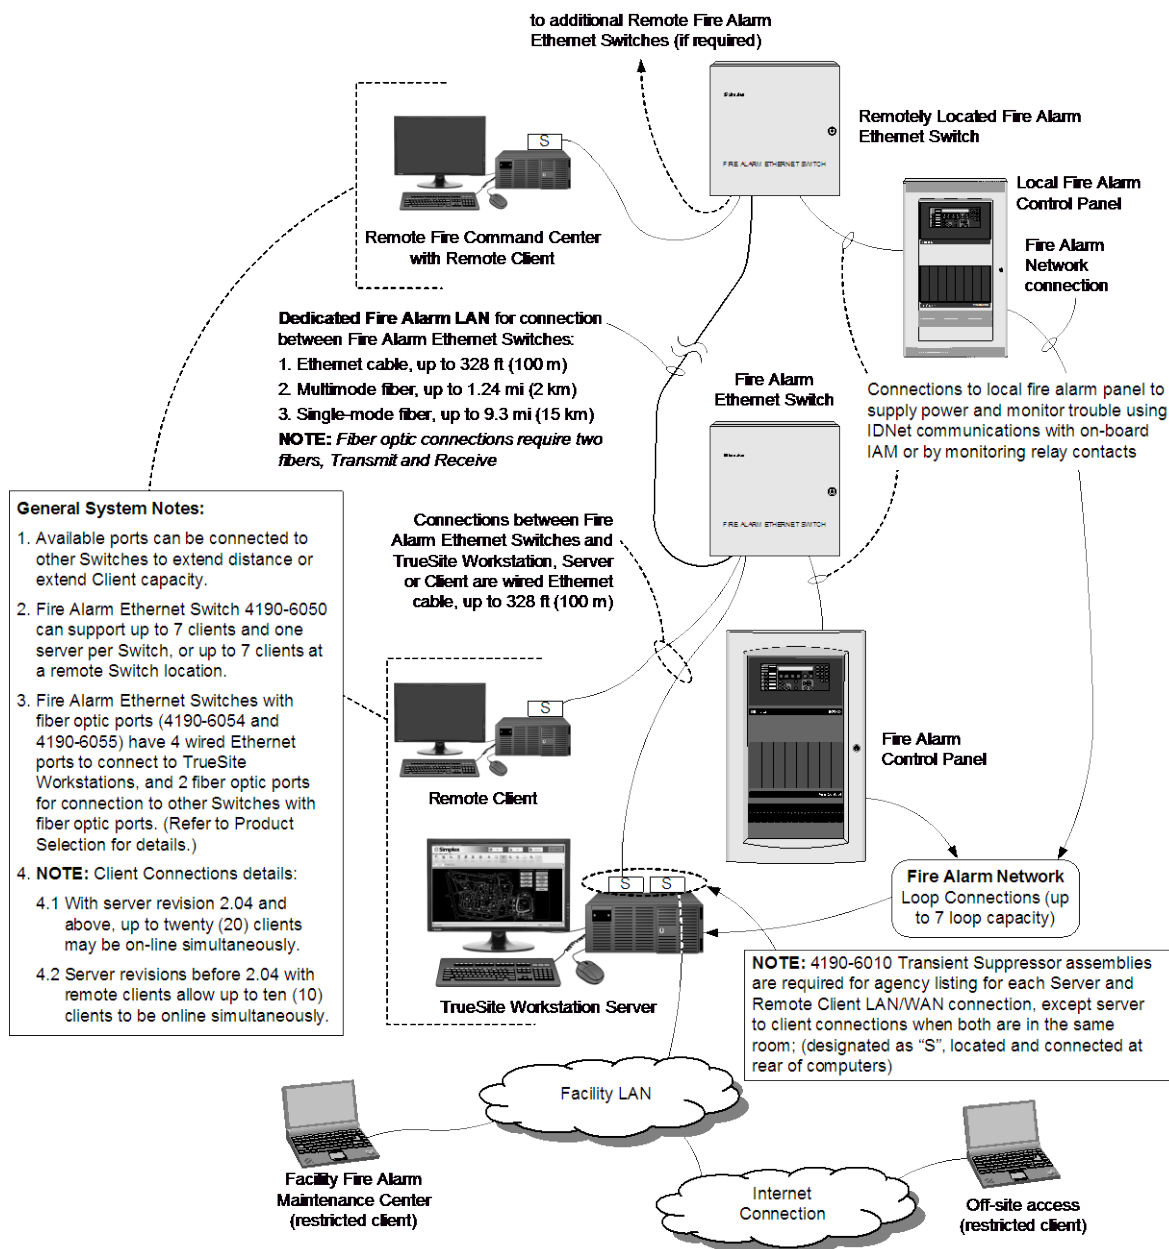 to additional Remote Fire Alarm
Ethernet Switches (if required)
Simplex
FIRE ALARM ETHERNET SWITCH
Remotely Located Fire Alarm
Ethernet Switch
S
Remote Fire Command Center
with Remote Client
Local Fire Alarm
Control Panel
Fire Alarm
Network
connection
Dedicated Fire Alarm LAN for connection
between Fire Alarm Ethernet Switches:
1. Ethernet cable, up to 328 ft (100 m)
2. Multimode fiber, up to 1.24 mi (2 km)
3. Single-mode fiber, up to 9.3 mi (15 km)
NOTE: Fiber optic connections require two
fibers, Transmit and Receive
Fire Alarm
Ethernet Switch
FIRE ALARM ETHERNET SWITCH
Connections to local fire alarm panel to
supply power and monitor trouble using
IDNet communications with on-board
IAM or by monitoring relay contacts
General System Notes:
1. Available ports can be connected to
other Switches to extend distance or
extend Client capacity.
2. Fire Alarm Ethernet Switch 4190-6050
can support up to 7 clients and one
server per Switch, or up to 7 clients at
a remote Switch location.
3. Fire Alarm Ethernet Switches with
fiber optic ports (4190-6054 and
4190-6055) have 4 wired Ethernet
ports to connect to TrueSite
Workstations, and 2 fiber optic ports
for connection to other Switches with
fiber optic ports. (Refer to Product
Selection for details.)
4. NOTE: Client Connections details:
4.1 With server revision 2.04 and
above, up to twenty (20) clients
may be on-line simultaneously.
4.2 Server revisions before 2.04 with
remote clients allow up to ten (10)
clients to be online simultaneously.
Connections between Fire
Alarm Ethernet Switches and
TrueSite Workstation, Server
or Client are wired Ethernet
cable, up to 328 ft (100 m)
S
Remote Client
Fire Alarm
Control Panel
Simplex
S S
TrueSite Workstation Server
Fire Alarm Network
Loop Connections (up
to 7 loop capacity)
NOTE: 4190-6010 Transient Suppressor assemblies
are required for agency listing for each Server and
Remote Client LAN/WAN connection, except server
to client connections when both are in the same
room; (designated as “S”, located and connected at
rear of computers)
Facility LAN
Facility Fire Alarm
Maintenance Center
(restricted client)
Internet
Connection
Off-site access
(restricted client)